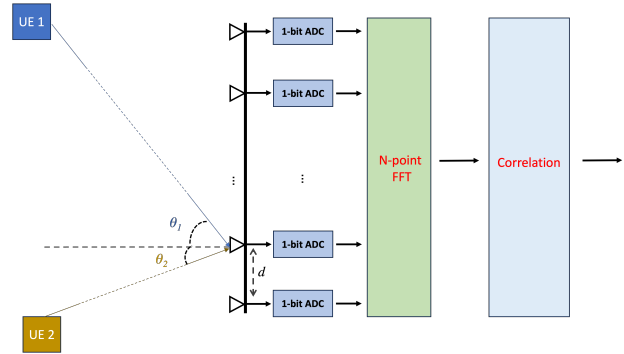 UE 1
1-bit ADC
1-bit ADC
...
...
N-point
FFT
Correlation
θ1
θ2
1-bit ADC
d
1-bit ADC
UE 2